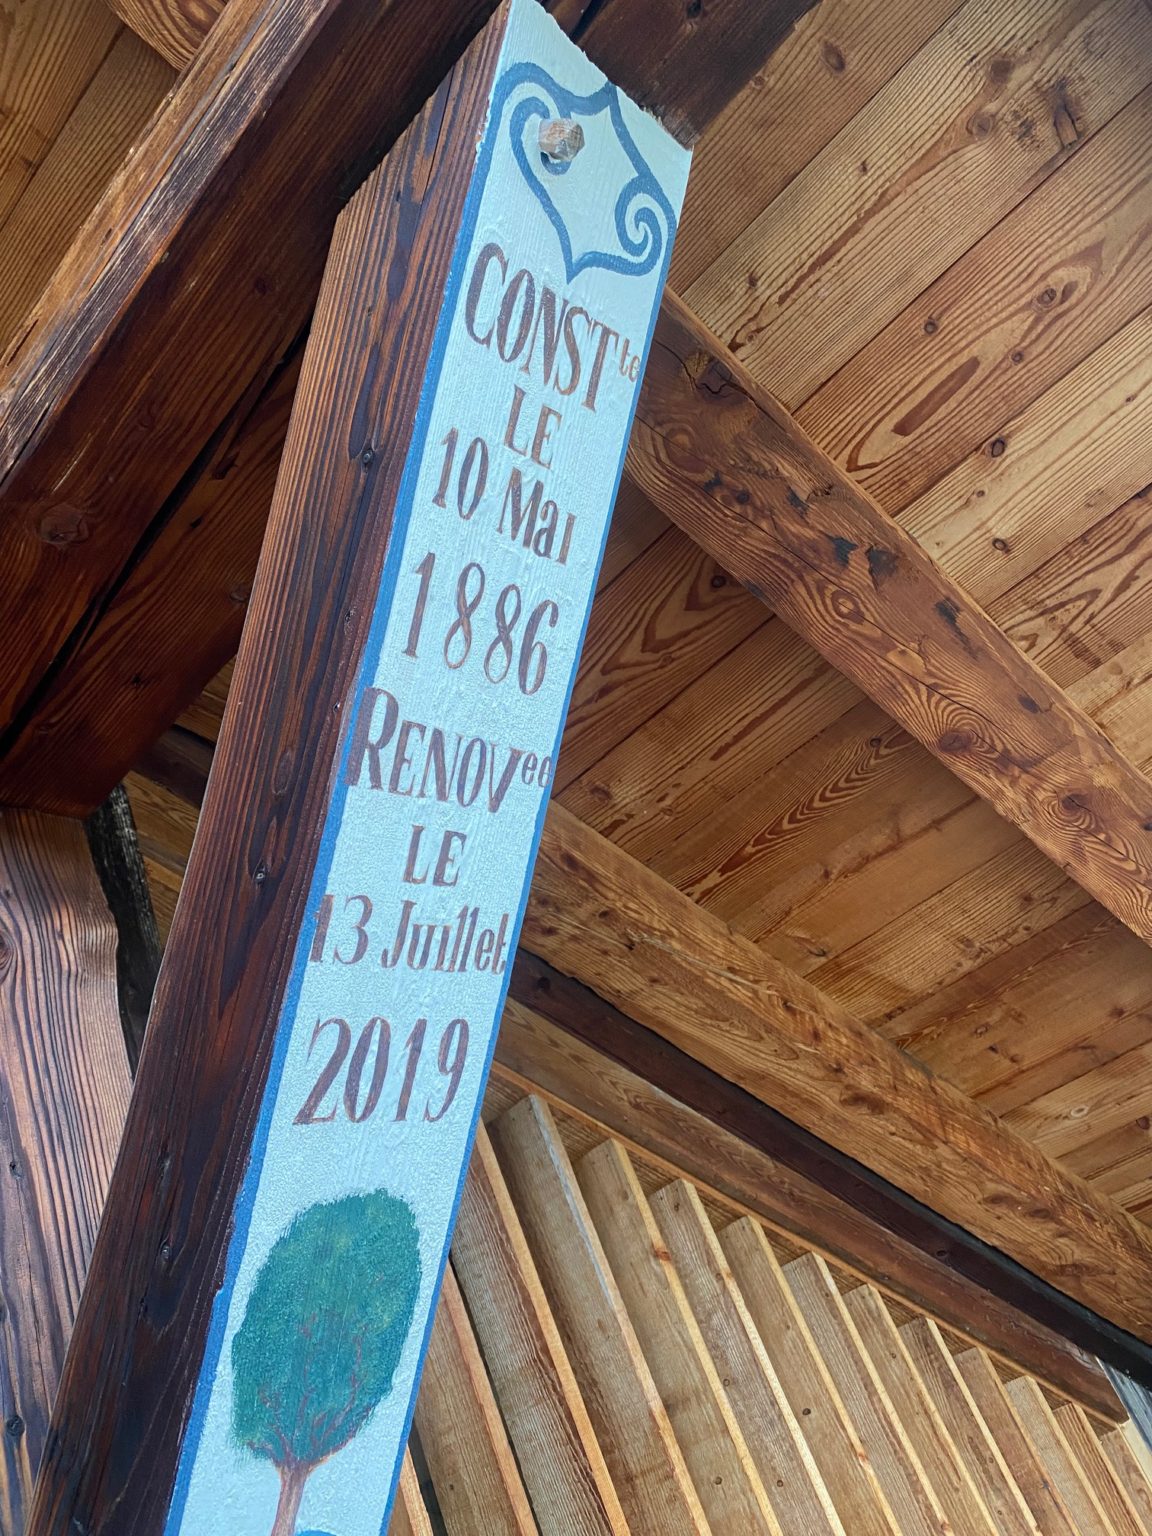 CONSTte
LE
10 Mai
1886
RENOVee
LE
13 Juillet
2019